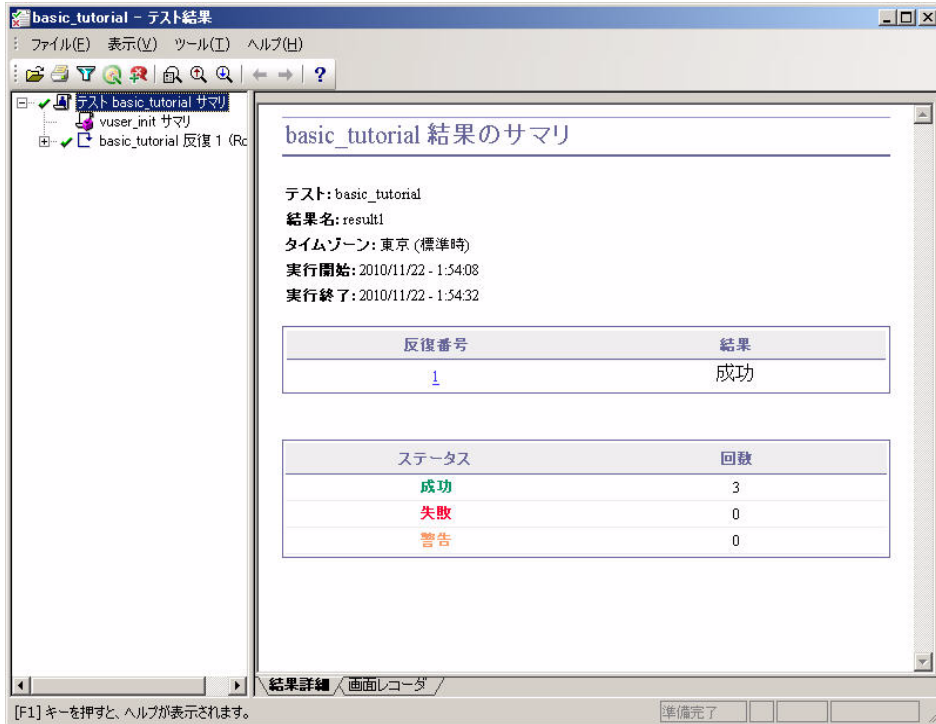 basic_tutorial - テスト結果
ファイル(F) 表示(V) ツール(T) ヘルプ(H)
テスト basic_tutorial サマリ
vuser_init サマリ
basic_tutorial 反復 1 (Rc
basic_tutorial 結果のサマリ
テスト: basic_tutorial
結果名: result1
タイムゾーン: 東京 (標準時)
実行開始: 2010/11/22 - 1:54:08
実行終了: 2010/11/22 - 1:54:32
反復番号 結果
1 成功
ステータス 回数
成功 3
失敗 0
警告 0
結果詳細 画面レコーダ
[F1] キーを押すと、ヘルプが表示されます。 準備完了